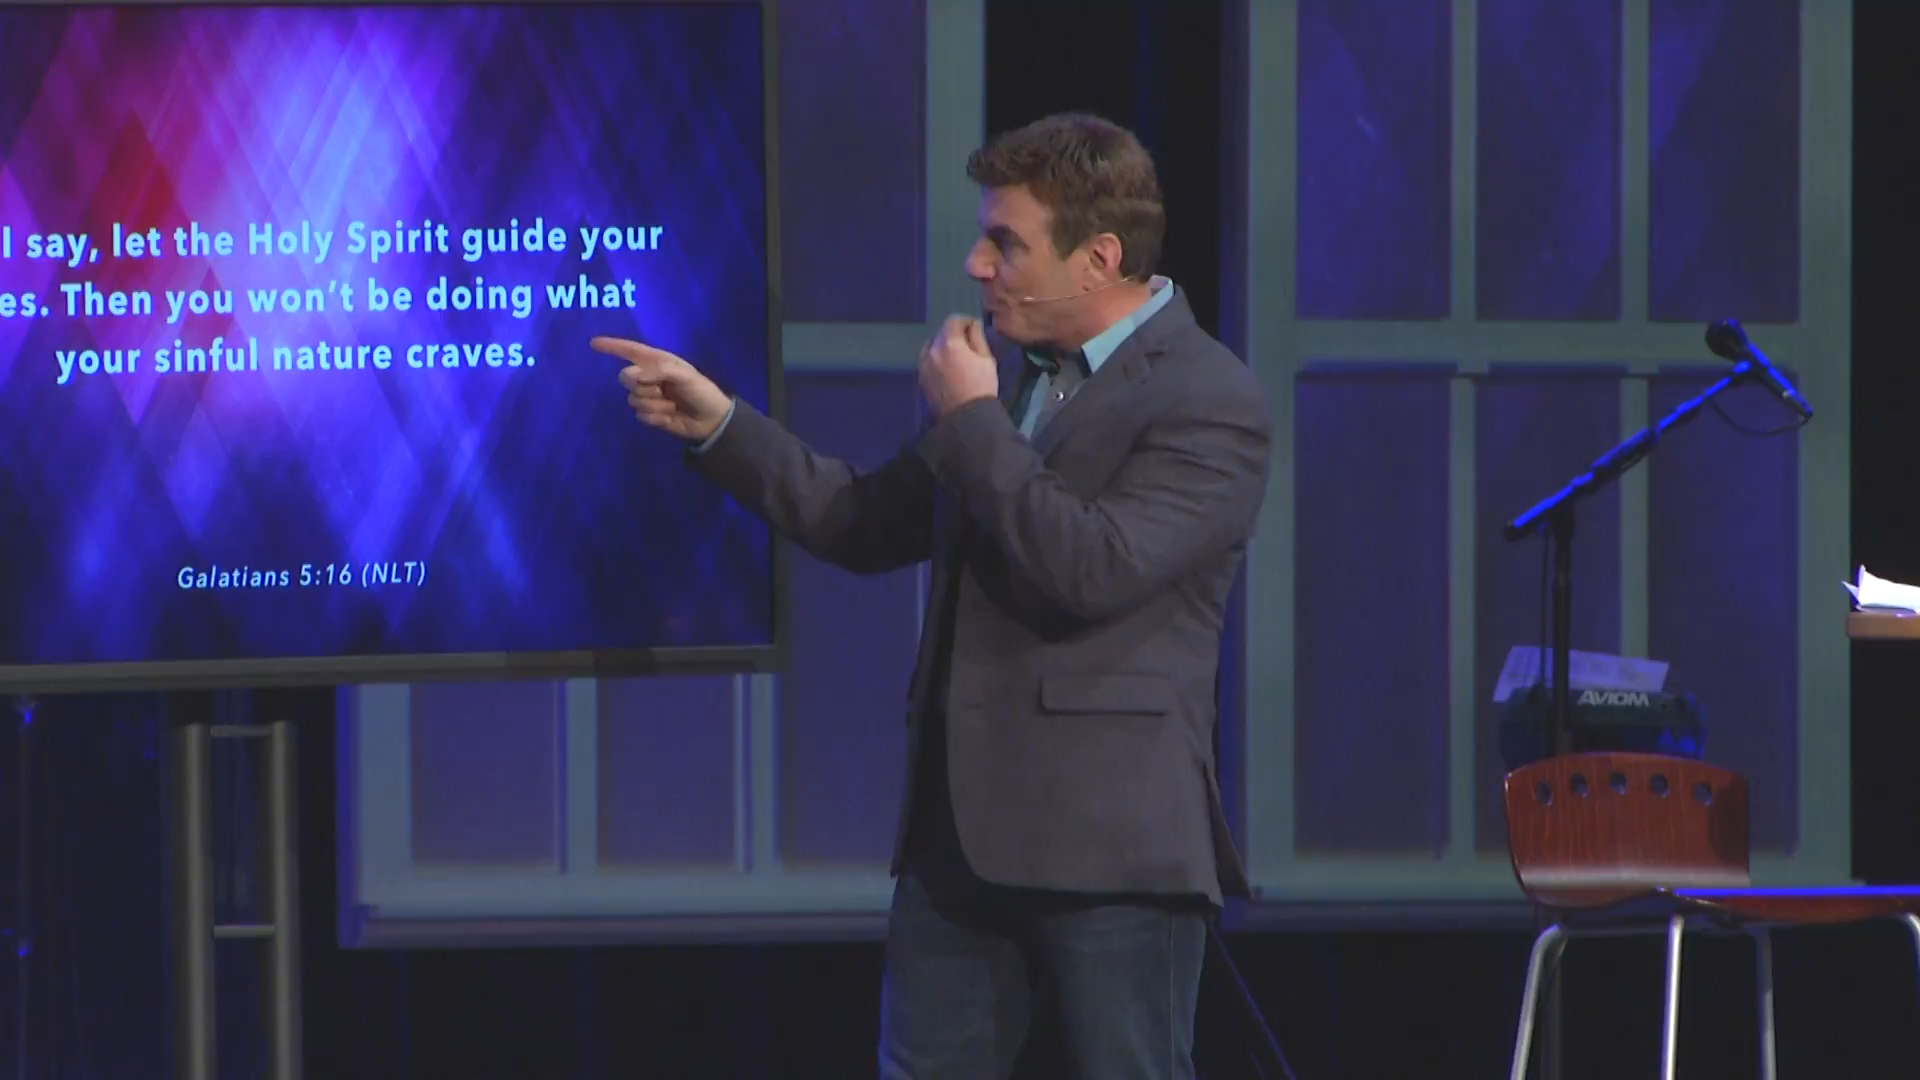 I say, let the Holy Spirit guide your
es. Then you won't be doing what
your sinful nature craves.
Galatians 5:16 (NLT)
AVIOM